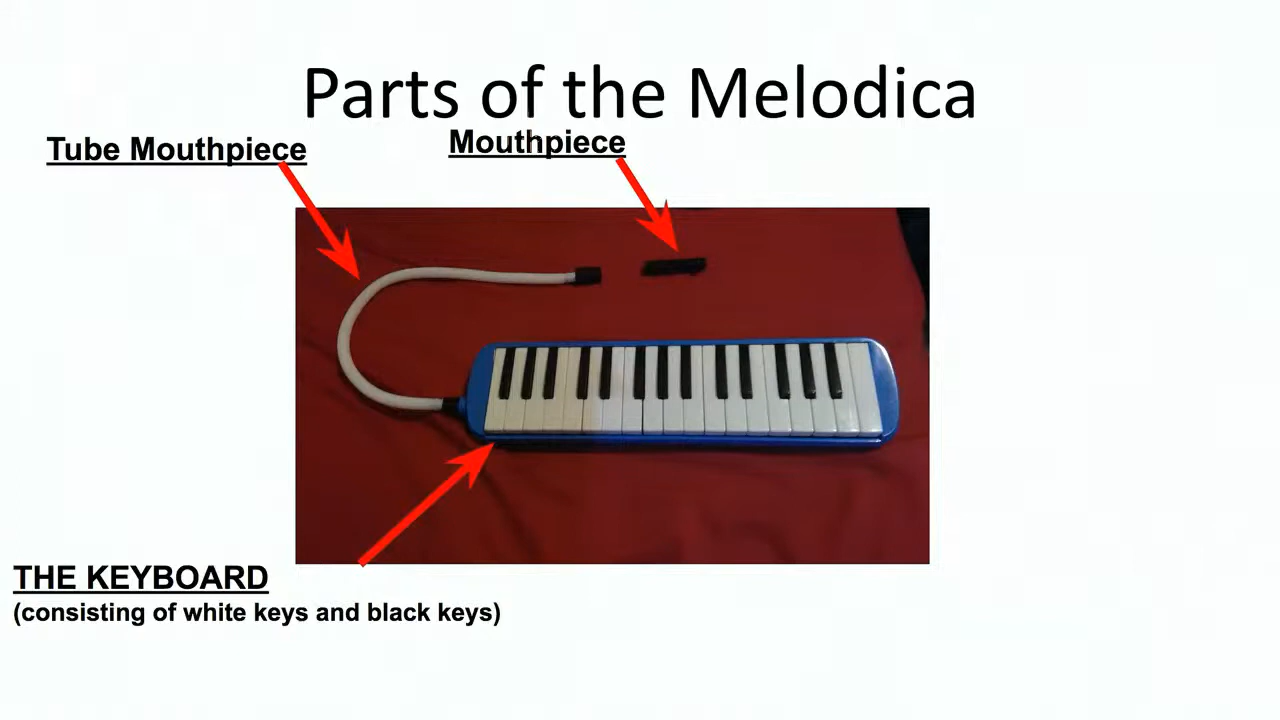 Parts of the Melodica
Tube Mouthpiece
Mouthpiece
THE KEYBOARD
(consisting of white keys and black keys)